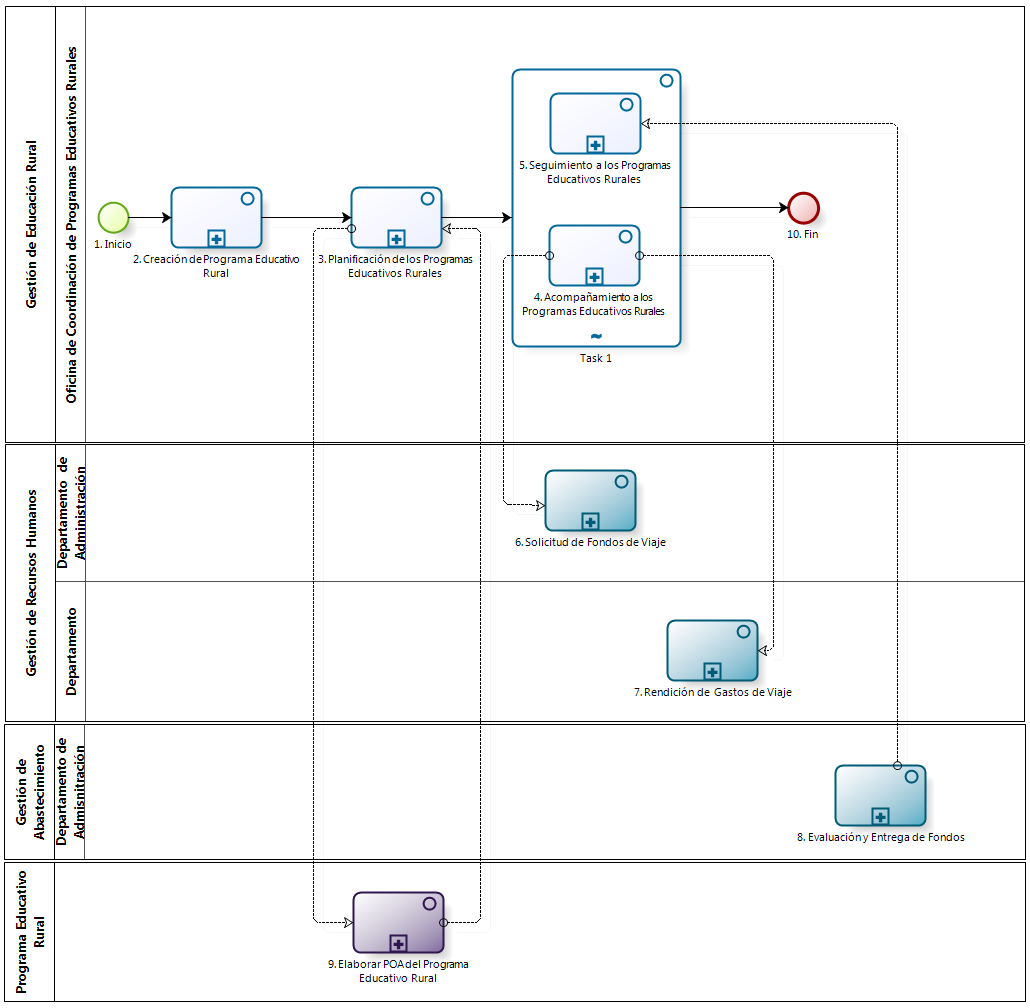 Gestión de Educación Rural
Oficina de Coordinación de Programas Educativos Rurales
1. Inicio
2. Creación de Programa Educativo
Rural
3. Planificación de los Programas
Educativos Rurales
5. Seguimiento a los Programas
Educativos Rurales
4. Acompañamiento a los
Programas Educativos Rurales
Task 1
10. Fin
Gestión de Recursos Humanos
Departamento de
Administración
6. Solicitud de Fondos de Viaje
Departamento
7. Rendición de Gastos de Viaje
Gestión de
Abastecimiento
Departamento de
Admisnitración
8. Evaluación y Entrega de Fondos
Programa Educativo
Rural
9. Elaborar POA del Programa
Educativo Rural